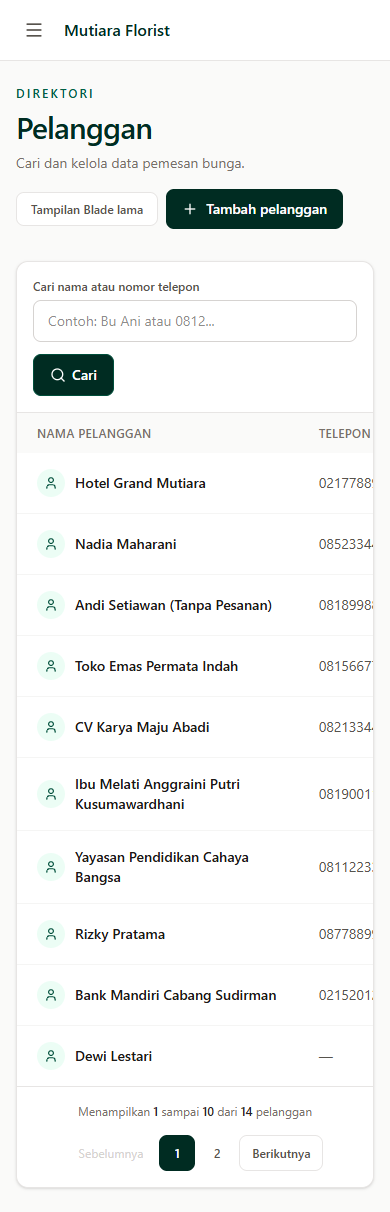 Mutiara Florist
DIREKTORI
Pelanggan
Cari dan kelola data pemesan bunga.
Tampilan Blade lama
Tambah pelanggan
Cari nama atau nomor telepon
Contoh: Bu Ani atau 0812...
Cari
NAMA PELANGGAN TELEPON
Hotel Grand Mutiara
Nadia Maharani
Andi Setiawan (Tanpa Pesanan)
Toko Emas Permata Indah
CV Karya Maju Abadi
Ibu Melati Anggraini Putri
Kusumawardhani
Yayasan Pendidikan Cahaya
Bangsa
Rizky Pratama
Bank Mandiri Cabang Sudirman
Dewi Lestari —
Menampilkan 1 sampai 10 dari 14 pelanggan
Sebelumnya 1 2 Berikutnya